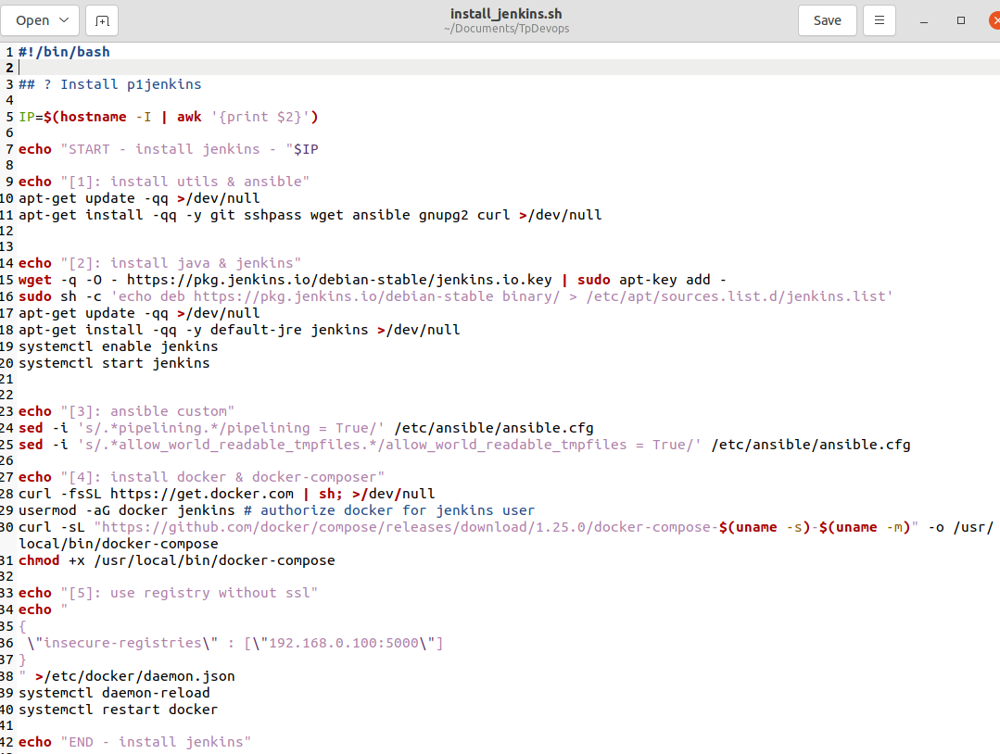 Open
install_jenkins.sh
~/Documents/TpDevops
Save
1 #!/bin/bash
2
3 ## ? Install p1jenkins
4
5 IP=$(hostname -I | awk '{print $2}')
6
7 echo "START - install jenkins - "$IP
8
9 echo "[1]: install utils & ansible"
10 apt-get update -qq >/dev/null
11 apt-get install -qq -y git sshpass wget ansible gnupg2 curl >/dev/null
12
13
14 echo "[2]: install java & jenkins"
15 wget -q -O - https://pkg.jenkins.io/debian-stable/jenkins.io.key | sudo apt-key add -
16 sudo sh -c 'echo deb https://pkg.jenkins.io/debian-stable binary/ > /etc/apt/sources.list.d/jenkins.list'
17 apt-get update -qq >/dev/null
18 apt-get install -qq -y default-jre jenkins >/dev/null
19 systemctl enable jenkins
20 systemctl start jenkins
21
22
23 echo "[3]: ansible custom"
24 sed -i 's/.*pipelining.*/pipelining = True/' /etc/ansible/ansible.cfg
25 sed -i 's/.*allow_world_readable_tmpfiles.*/allow_world_readable_tmpfiles = True/' /etc/ansible/ansible.cfg
26
27 echo "[4]: install docker & docker-composer"
28 curl -fsSL https://get.docker.com | sh; >/dev/null
29 usermod -aG docker jenkins # authorize docker for jenkins user
30 curl -sL "https://github.com/docker/compose/releases/download/1.25.0/docker-compose-$(uname -s)-$(uname -m)" -o /usr/
local/bin/docker-compose
31 chmod +x /usr/local/bin/docker-compose
32
33 echo "[5]: use registry without ssl"
34 echo "
35 {
36  \"insecure-registries\" : [\"192.168.0.100:5000\"]
37 }
38 " >/etc/docker/daemon.json
39 systemctl daemon-reload
40 systemctl restart docker
41
42 echo "END - install jenkins"